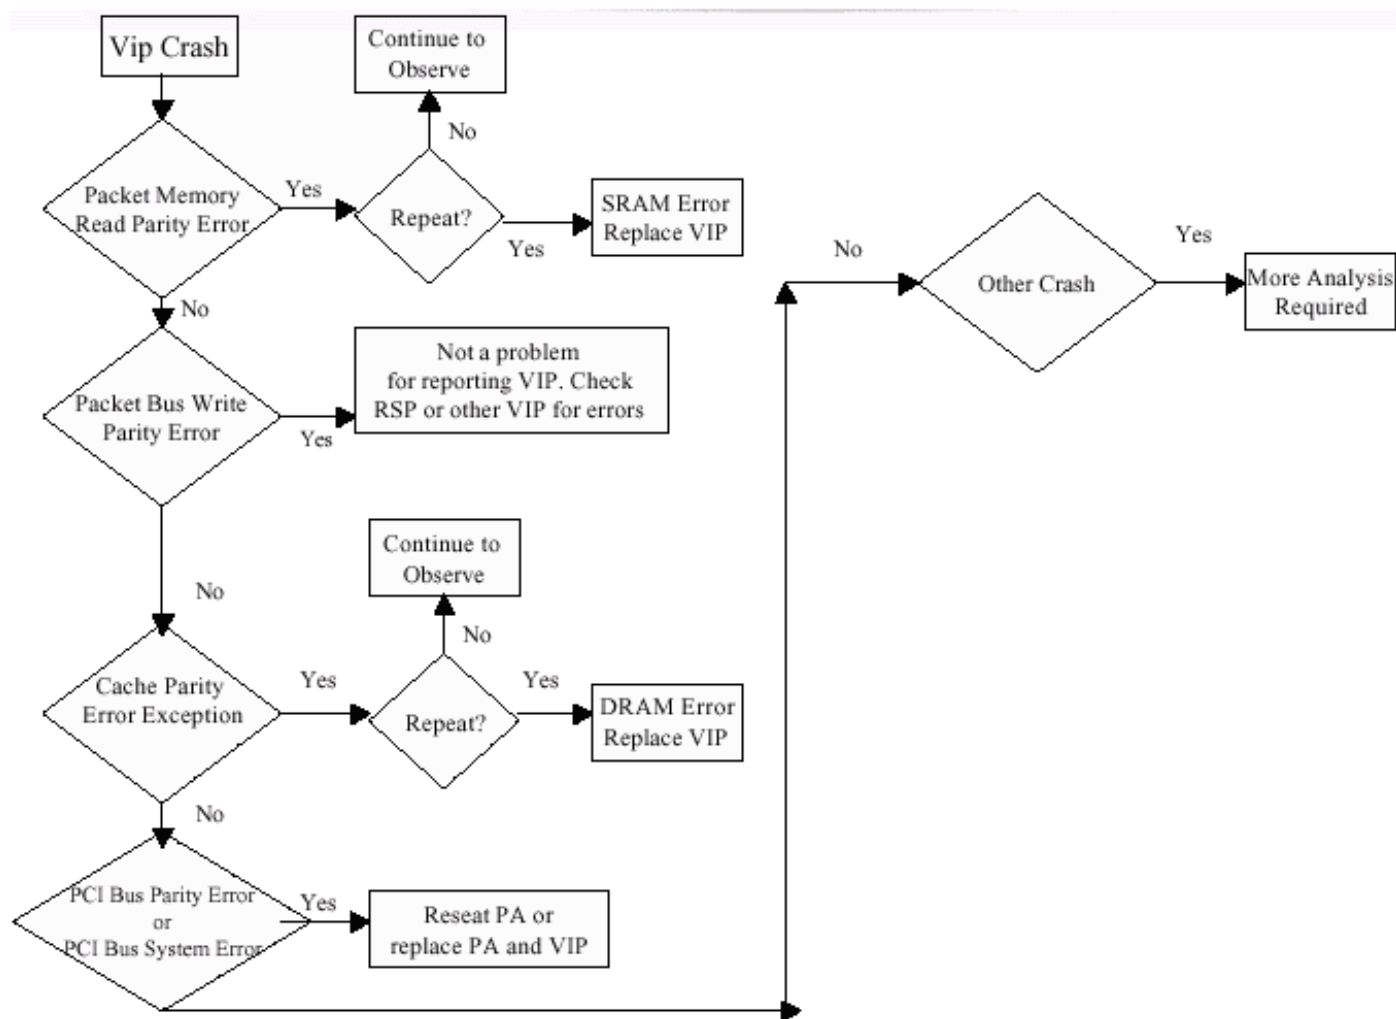 Vip Crash
Continue to
Observe
No
Packet Memory
Read Parity Error
Yes
Repeat?
Yes
SRAM Error
Replace VIP
No
Packet Bus Write
Parity Error
Yes
Not a problem
for reporting VIP. Check
RSP or other VIP for errors
No
Continue to
Observe
No
Cache Parity
Error Exception
Yes
Repeat?
Yes
DRAM Error
Replace VIP
No
PCI Bus Parity Error
or
PCI Bus System Error
Yes
Reseat PA or
replace PA and VIP
No
Other Crash
Yes
More Analysis
Required